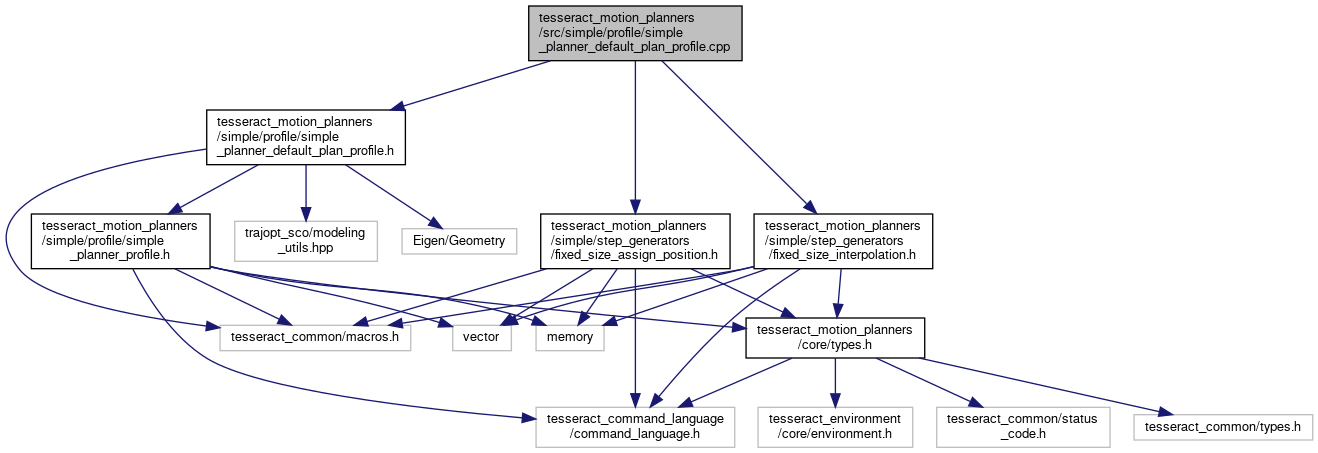 tesseract_motion_planners
/src/simple/profile/simple
_planner_default_plan_profile.cpp
tesseract_motion_planners
/simple/profile/simple
_planner_default_plan_profile.h
tesseract_motion_planners
/simple/profile/simple
_planner_profile.h
trajopt_sco/modeling
_utils.hpp
Eigen/Geometry
tesseract_motion_planners
/simple/step_generators
/fixed_size_assign_position.h
tesseract_motion_planners
/simple/step_generators
/fixed_size_interpolation.h
tesseract_common/macros.h
vector
memory
tesseract_motion_planners
/core/types.h
tesseract_command_language
/command_language.h
tesseract_environment
/core/environment.h
tesseract_common/status
_code.h
tesseract_common/types.h